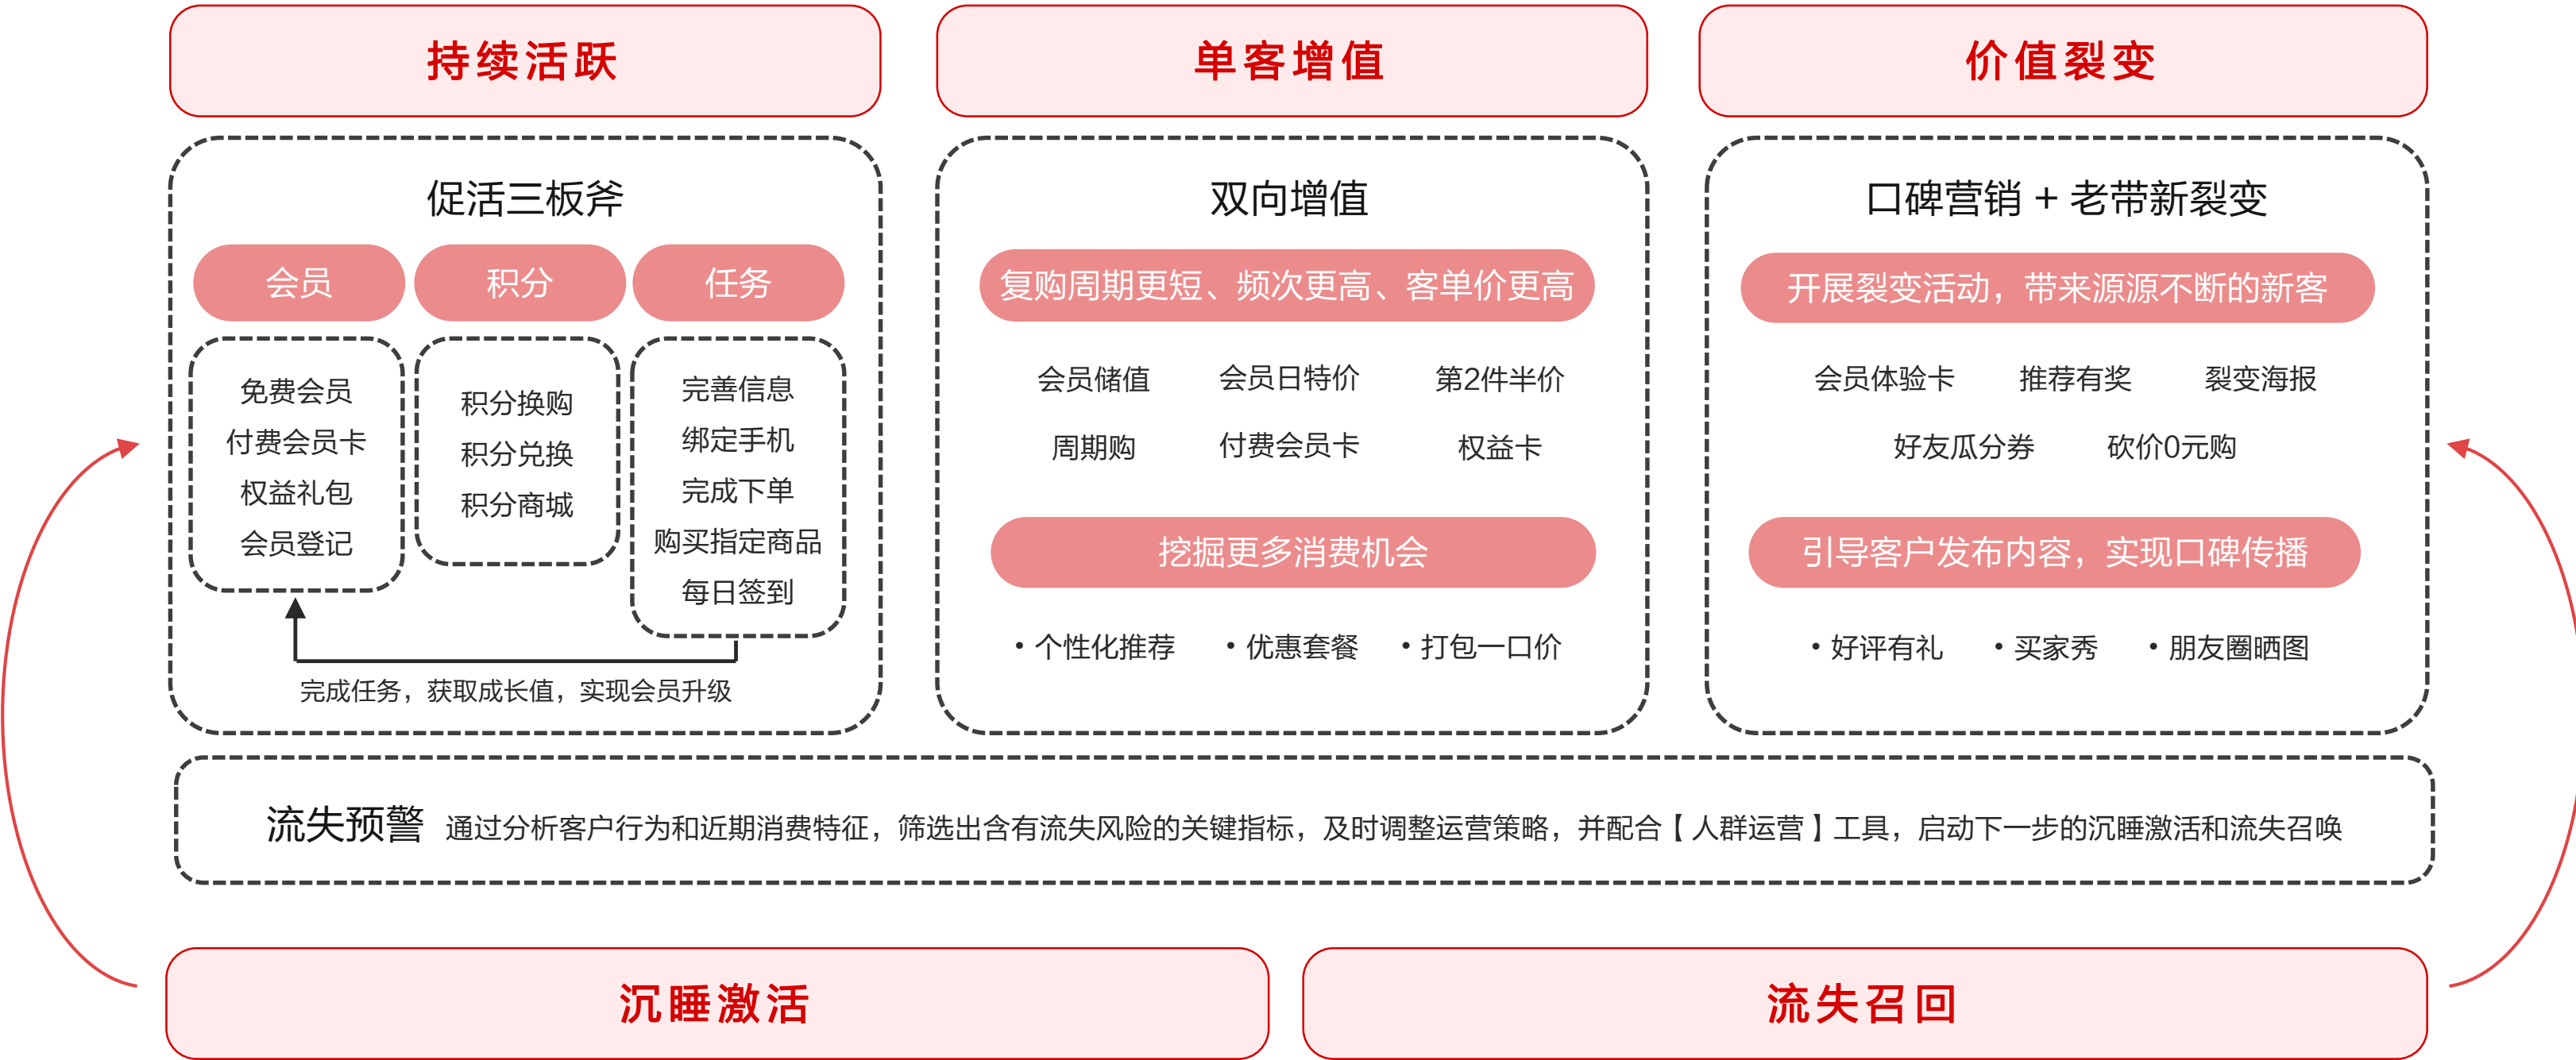 持续活跃
单客增值
价值裂变
促活三板斧
会员
积分
任务
免费会员
付费会员卡
权益礼包
会员登记
积分换购
积分兑换
积分商城
完善信息
绑定手机
完成下单
购买指定商品
每日签到
完成任务，获取成长值，实现会员升级
双向增值
复购周期更短、频次更高、客单价更高
会员储值 会员日特价 第2件半价
周期购 付费会员卡 权益卡
挖掘更多消费机会
·个性化推荐 ·优惠套餐 ·打包一口价
口碑营销 + 老带新裂变
开展裂变活动，带来源源不断的新客
会员体验卡 推荐有奖 裂变海报
好友瓜分券 砍价0元购
引导客户发布内容，实现口碑传播
·好评有礼 ·买家秀 ·朋友圈晒图
流失预警 通过分析客户行为和近期消费特征，筛选出含有流失风险的关键指标，及时调整运营策略，并配合【人群运营】工具，启动下一步的沉睡激活和流失召唤
沉睡激活
流失召回